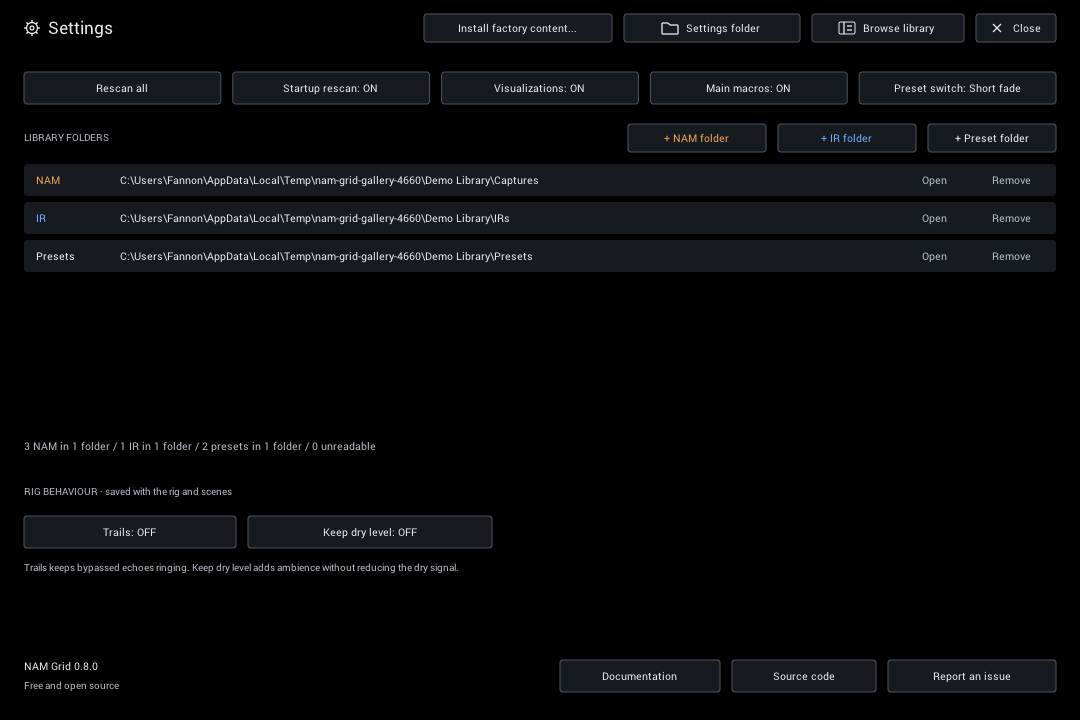 Settings
Install factory content...
Settings folder
Browse library
Close
Rescan all
Startup rescan: ON
Visualizations: ON
Main macros: ON
Preset switch: Short fade
LIBRARY FOLDERS
+ NAM folder
+ IR folder
+ Preset folder
NAM C:\Users\Fannon\AppData\Local\Temp\nam-grid-gallery-4660\Demo Library\Captures Open Remove
IR C:\Users\Fannon\AppData\Local\Temp\nam-grid-gallery-4660\Demo Library\IRs Open Remove
Presets C:\Users\Fannon\AppData\Local\Temp\nam-grid-gallery-4660\Demo Library\Presets Open Remove
3 NAM in 1 folder / 1 IR in 1 folder / 2 presets in 1 folder / 0 unreadable
RIG BEHAVIOUR · saved with the rig and scenes
Trails: OFF
Keep dry level: OFF
Trails keeps bypassed echoes ringing. Keep dry level adds ambience without reducing the dry signal.
NAM Grid 0.8.0
Free and open source
Documentation
Source code
Report an issue